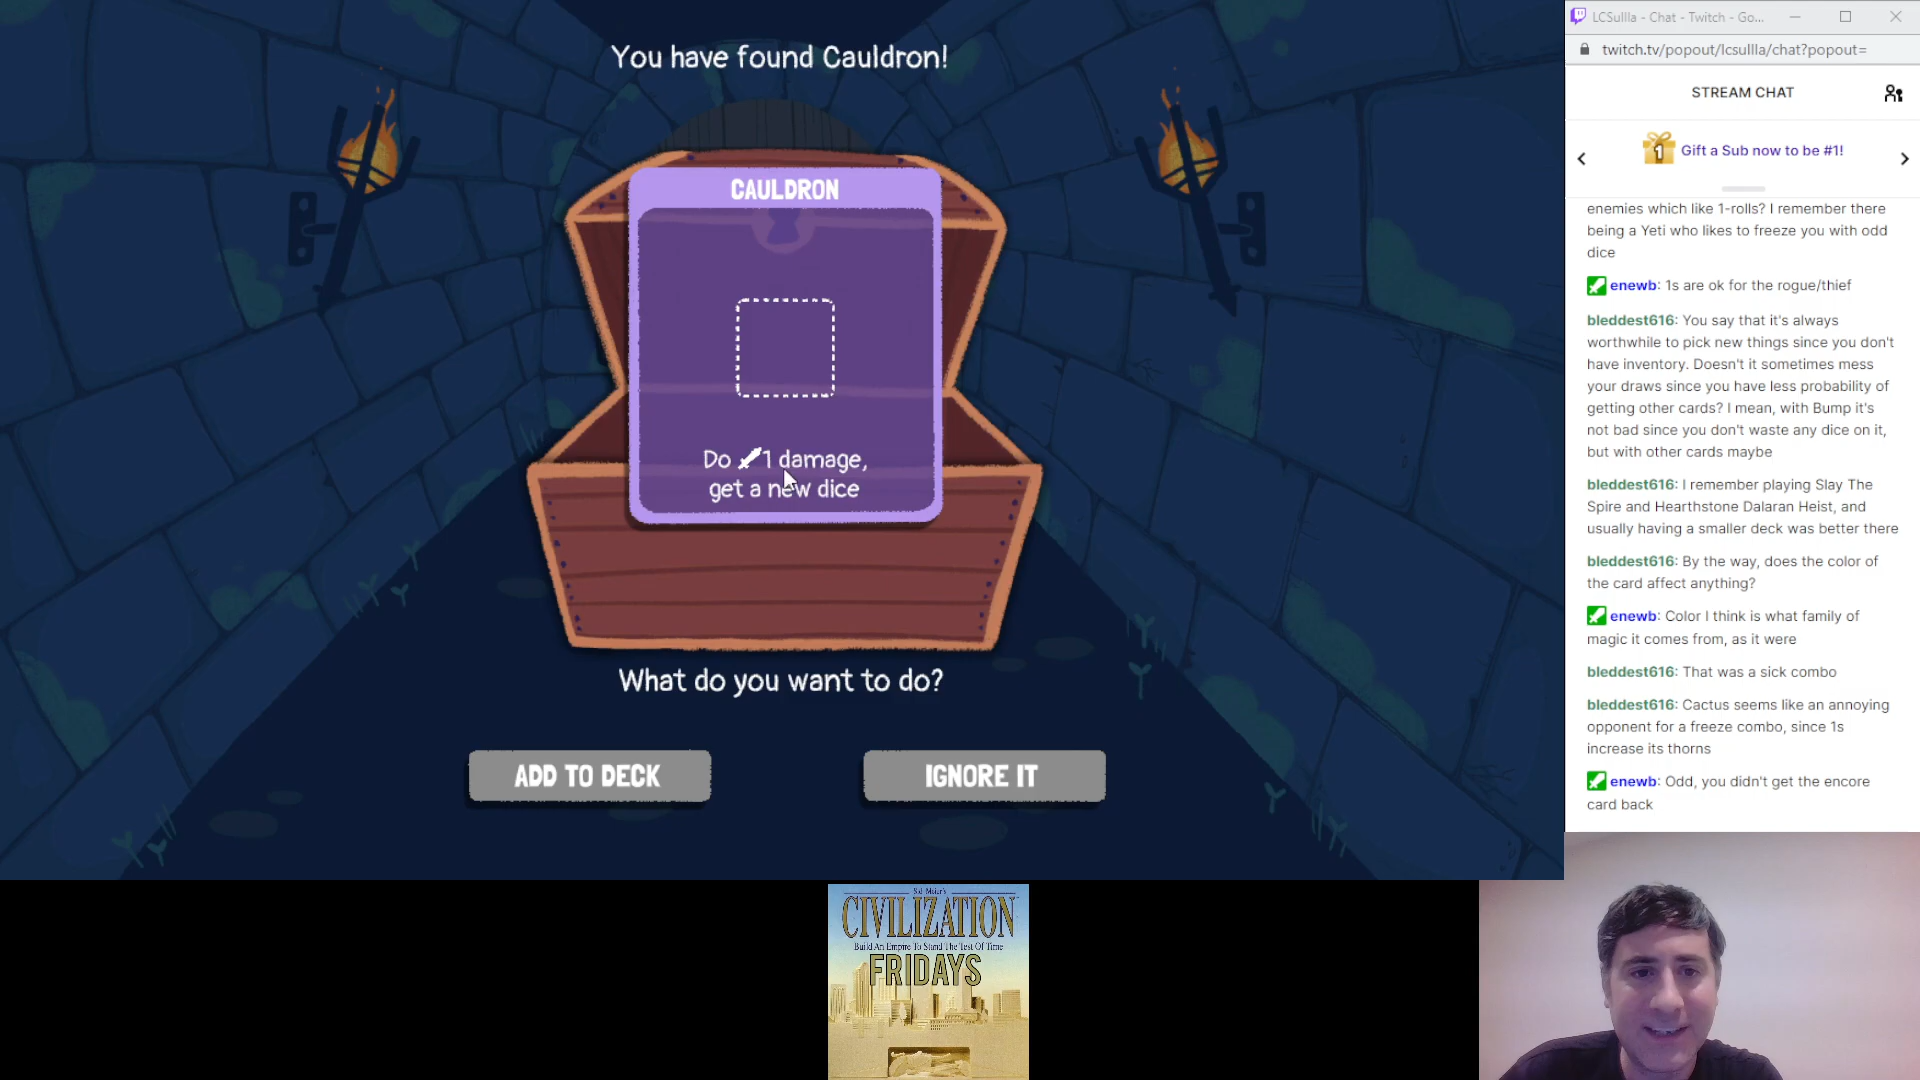 You have found Cauldron!
CAULDRON
Do 1 damage,
get a new dice
What do you want to do?
ADD TO DECK
IGNORE IT
LCSullla - Chat - Twitch - Go...
twitch.tv/popout/lcsullla/chat?popout=
STREAM CHAT
1
Gift a Sub now to be #1!
enemies which like 1-rolls? I remember there
being a Yeti who likes to freeze you with odd
dice
enewb: 1s are ok for the rogue/thief
bleddest616: You say that it's always
worthwhile to pick new things since you don't
have inventory. Doesn't it sometimes mess
your draws since you have less probability of
getting other cards? I mean, with Bump it's
not bad since you don't waste any dice on it,
but with other cards maybe
bleddest616: I remember playing Slay The
Spire and Hearthstone Dalaran Heist, and
usually having a smaller deck was better there
bleddest616: By the way, does the color of
the card affect anything?
enewb: Color I think is what family of
magic it comes from, as it were
bleddest616: That was a sick combo
bleddest616: Cactus seems like an annoying
opponent for a freeze combo, since 1s
increase its thorns
enewb: Odd, you didn't get the encore
card back
Sid Meier's
CIVILIZATION
Build An Empire To Stand The Test Of Time
FRIDAYS